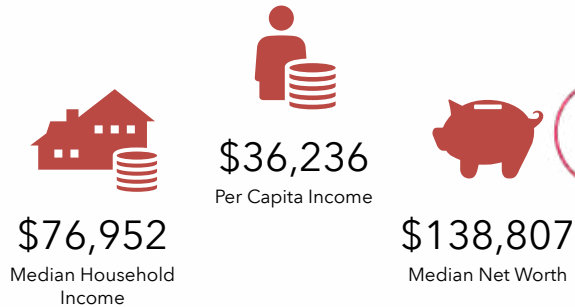 $36,236
Per Capita Income
$76,952
Median Household
Income
$138,807
Median Net Worth